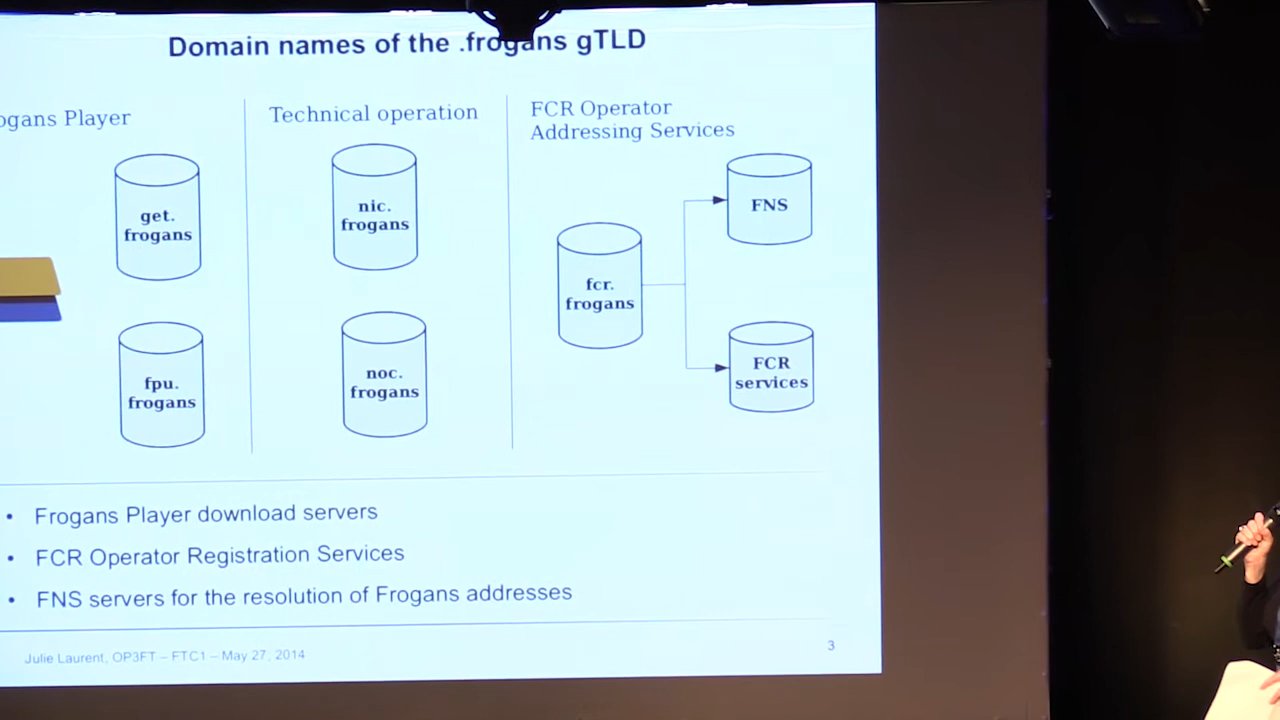 Domain names of the .frogans gTLD
Player
Technical operation
FCR Operator
Addressing Services
get.
frogans
nic.
frogans
fcr.
frogans
FNS
fpu.
frogans
noc.
frogans
FCR
services
• Frogans Player download servers
• FCR Operator Registration Services
• FNS servers for the resolution of Frogans addresses
Julie Laurent, OP3FT – FTC1 – May 27, 2014
3